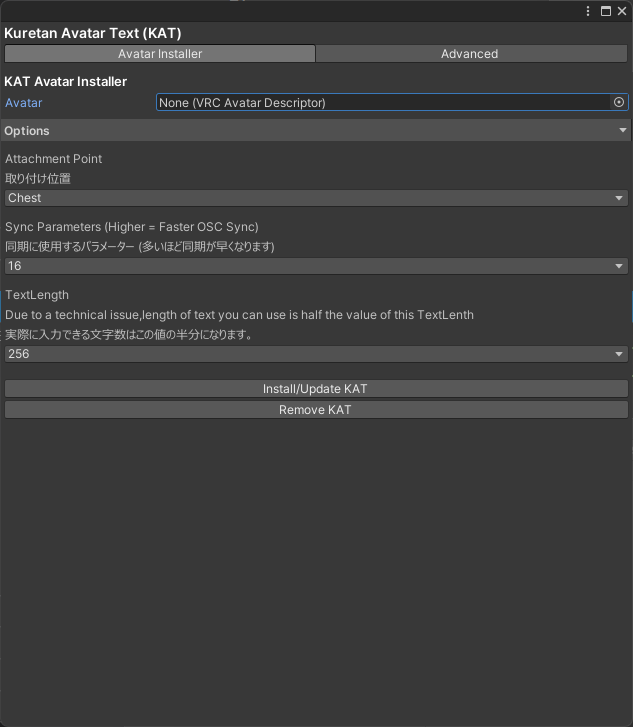 Kuretan Avatar Text (KAT)
Avatar Installer
Advanced
KAT Avatar Installer
Avatar
None (VRC Avatar Descriptor)
Options
Attachment Point
取り付け位置
Chest
Sync Parameters (Higher = Faster OSC Sync)
同期に使用するパラメーター (多いほど同期が早くなります)
16
TextLength
Due to a technical issue,length of text you can use is half the value of this TextLenth
実際に入力できる文字数はこの値の半分になります。
256
Install/Update KAT
Remove KAT